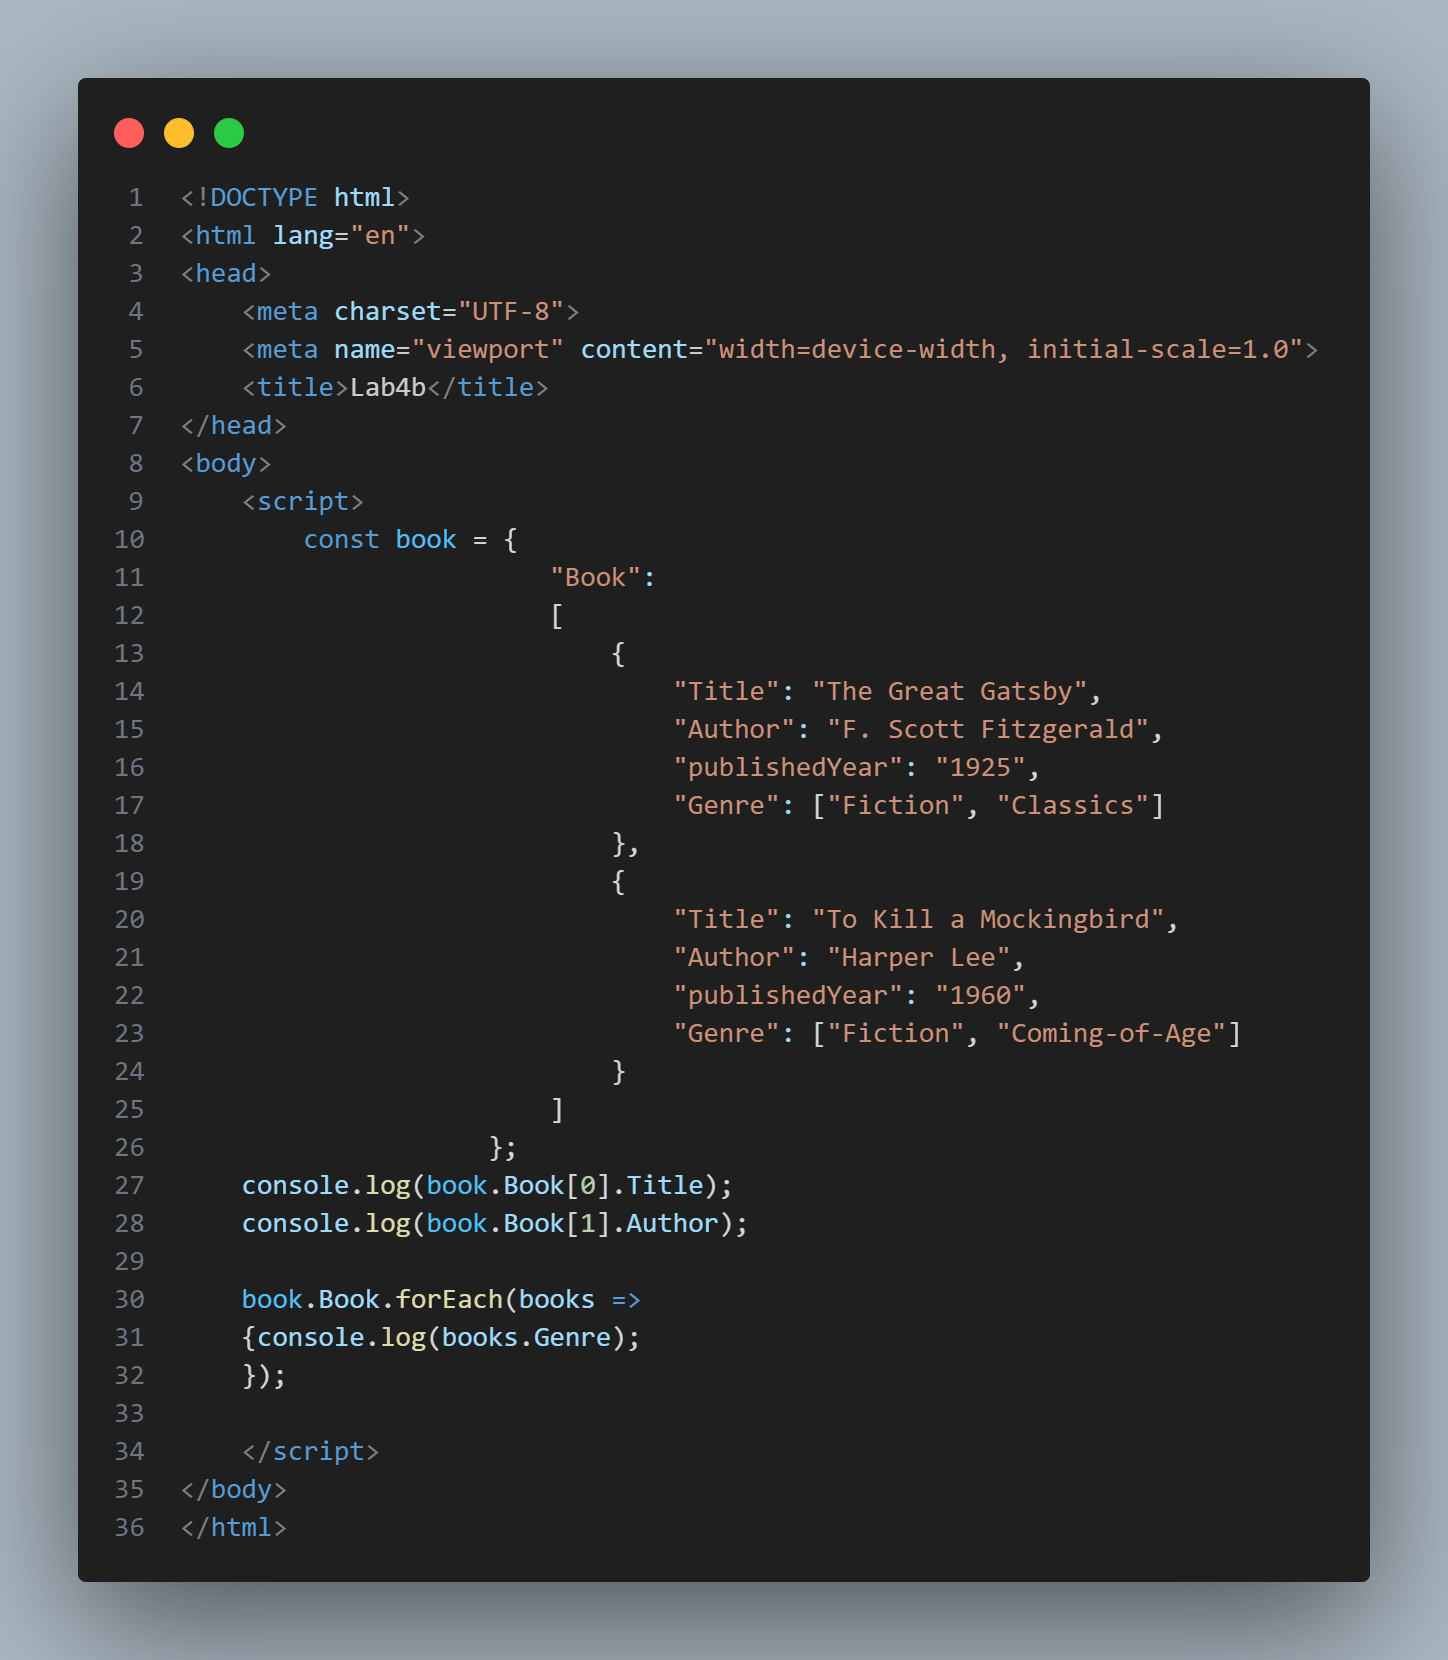 1 <!DOCTYPE html>
2 <html lang="en">
3 <head>
4     <meta charset="UTF-8">
5     <meta name="viewport" content="width=device-width, initial-scale=1.0">
6     <title>Lab4b</title>
7 </head>
8 <body>
9     <script>
10         const book = {
11                         "Book":
12                         [
13                             {
14                                 "Title": "The Great Gatsby",
15                                 "Author": "F. Scott Fitzgerald",
16                                 "publishedYear": "1925",
17                                 "Genre": ["Fiction", "Classics"]
18                             },
19                             {
20                                 "Title": "To Kill a Mockingbird",
21                                 "Author": "Harper Lee",
22                                 "publishedYear": "1960",
23                                 "Genre": ["Fiction", "Coming-of-Age"]
24                             }
25                         ]
26                     };
27     console.log(book.Book[0].Title);
28     console.log(book.Book[1].Author);
29
30     book.Book.forEach(books =>
31     {console.log(books.Genre);
32     });
33
34     </script>
35 </body>
36 </html>